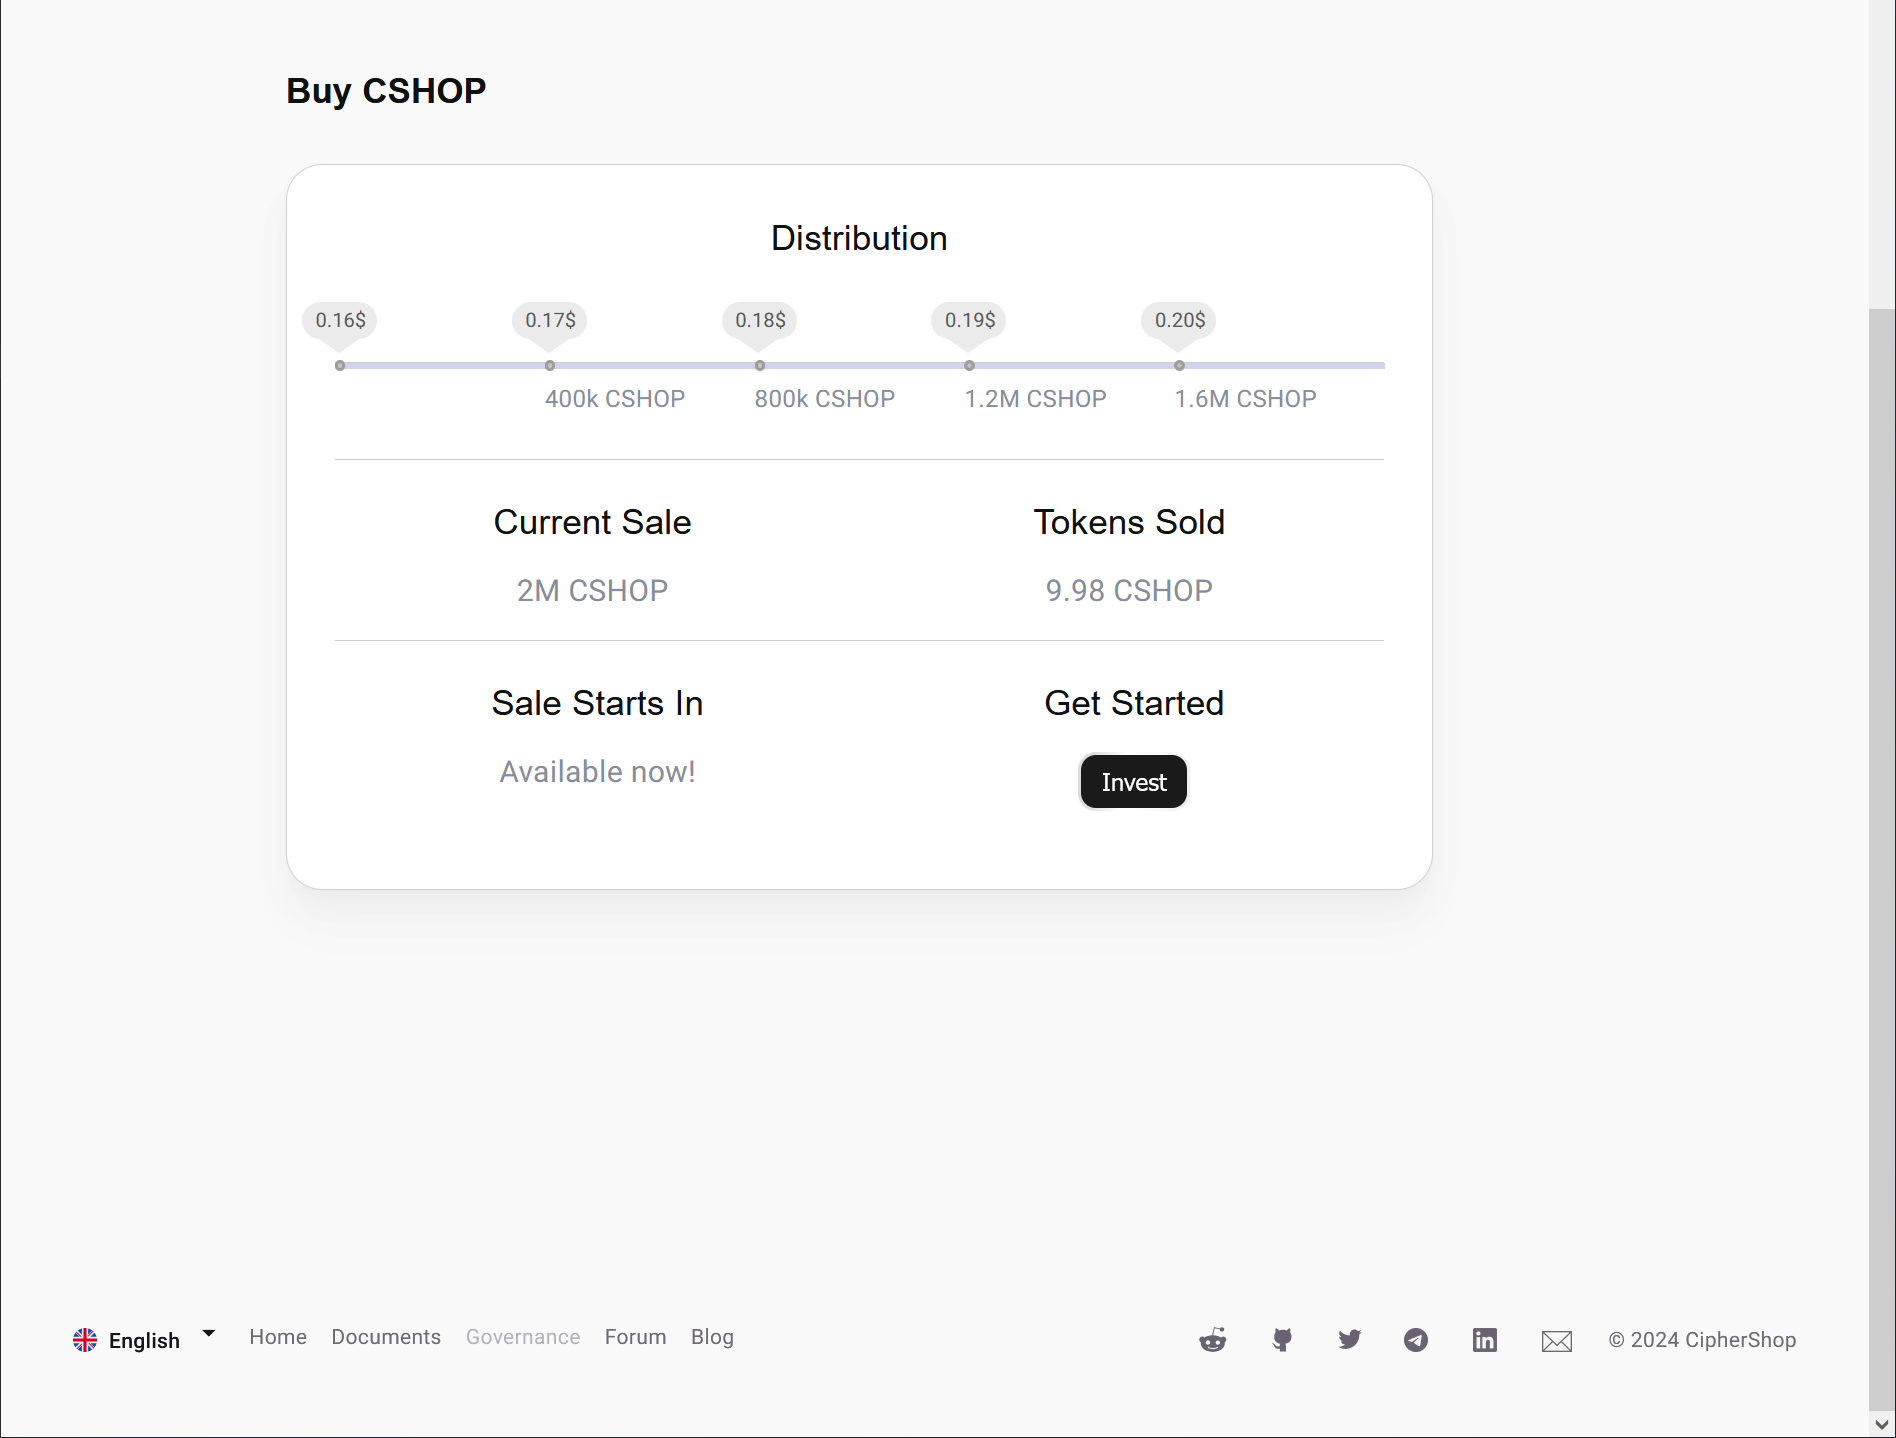 Buy CSHOP
Distribution
0.16$ 0.17$ 0.18$ 0.19$ 0.20$
400k CSHOP 800k CSHOP 1.2M CSHOP 1.6M CSHOP
Current Sale Tokens Sold
2M CSHOP 9.98 CSHOP
Sale Starts In Get Started
Available now! Invest
English Home Documents Governance Forum Blog © 2024 CipherShop